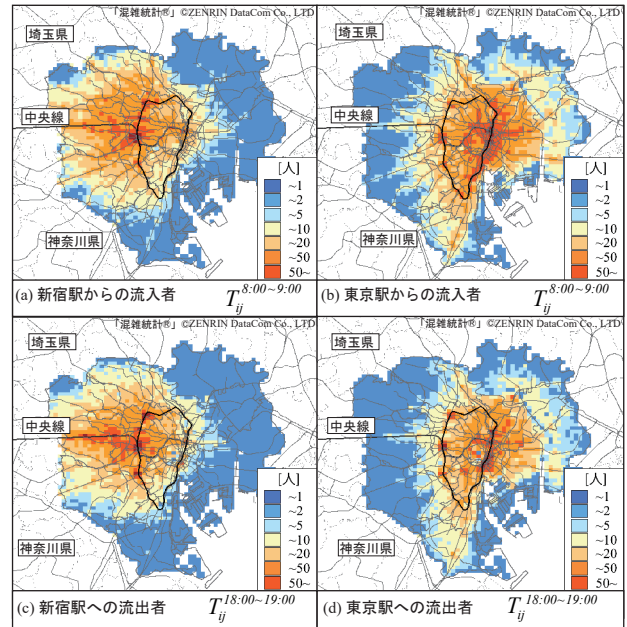 「混雑統計®」©ZENRIN DataCom Co., LTD
埼玉県
中央線
神奈川県
[人]
~1
~2
~5
~10
~20
~50
50~
(a) 新宿駅からの流入者 T_{ij}^{8:00~9:00}
「混雑統計®」©ZENRIN DataCom Co., LTD
埼玉県
中央線
神奈川県
[人]
~1
~2
~5
~10
~20
~50
50~
(b) 東京駅からの流入者 T_{ij}^{8:00~9:00}
「混雑統計®」©ZENRIN DataCom Co., LTD
埼玉県
中央線
神奈川県
[人]
~1
~2
~5
~10
~20
~50
50~
(c) 新宿駅への流出者 T_{ij}^{18:00~19:00}
「混雑統計®」©ZENRIN DataCom Co., LTD
埼玉県
中央線
神奈川県
[人]
~1
~2
~5
~10
~20
~50
50~
(d) 東京駅への流出者 T_{ij}^{18:00~19:00}